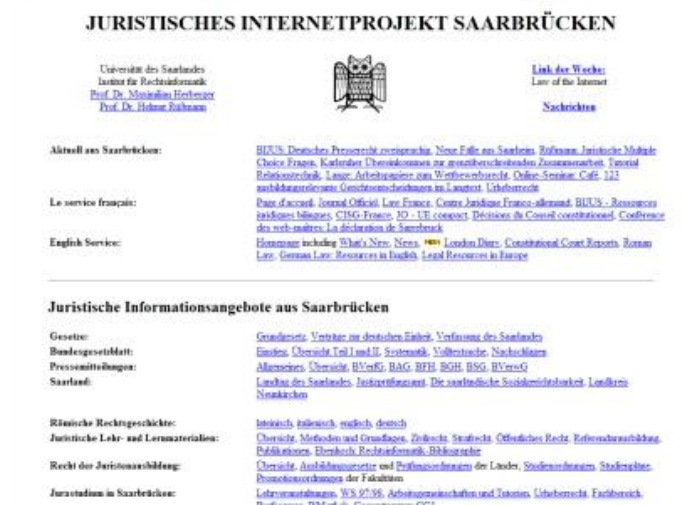 JURISTISCHES INTERNETPROJEKT SAARBRÜCKEN
Universität des Saarlandes
Institut für Rechtsinformatik
Prof. Dr. Maximilian Herberger
Prof. Dr. Helmut Rüßmann
Link der Woche:
Law of the Internet
Nachrichten
Aktuell aus Saarbrücken:
BIJUS: Deutsches Presserecht zweisprachig, Neue Fälle aus Saarheim, Rüßmann: Juristische Multiple
Choice Fragen, Karlsruher Übereinkommen zur grenzüberschreitenden Zusammenarbeit, Tutorial
Relationstechnik, Lange: Arbeitspapiere zum Wettbewerbsrecht, Online-Seminar: Café, 123
ausbildungsrelevante Gerichtsentscheidungen im Langtext, Urheberrecht
Le service français:
Page d'accueil, Journal Officiel, Law France, Centre Juridique Franco-allemand, BIJUS - Ressources
juridiques bilingues, CISG-France, JO - UE compact, Décisions du Conseil constitutionnel, Conférence
des web-maîtres: La déclaration de Sarrebruck
English Service:
Homepage including What's New, News, London Diary, Constitutional Court Reports, Roman
Law, German Law: Resources in English, Legal Resources in Europe
Juristische Informationsangebote aus Saarbrücken
Gesetze:
Grundgesetz, Verträge zur deutschen Einheit, Verfassung des Saarlandes
Bundesgesetzblatt:
Einstieg, Übersicht Teil I und II, Systematik, Volltextsuche, Nachschlagen
Pressemitteilungen:
Allgemeines, Übersicht, BVerfG, BAG, BFH, BGH, BSG, BVerwG
Saarland:
Landtag des Saarlandes, Justizprüfungsamt, Die saarländische Sozialgerichtsbarkeit, Landkreis
Neunkirchen
Römische Rechtsgeschichte:
lateinisch, italienisch, englisch, deutsch
Juristische Lehr- und Lernmaterialien:
Übersicht, Methoden und Grundlagen, Zivilrecht, Strafrecht, Öffentliches Recht, Referendarausbildung,
Publikationen, Elzenhoch: Rechtsinformatik-Bibliographie
Recht der Juristenausbildung:
Übersicht, Ausbildungsgesetze und Prüfungsordnungen der Länder, Studienordnungen, Studienpläne,
Promotionsordnungen der Fakultäten
Jurastudium in Saarbrücken:
Lehrveranstaltungen, WS 97/98, Arbeitsgemeinschaften und Tutorien, Urheberrecht, Fachbereich,